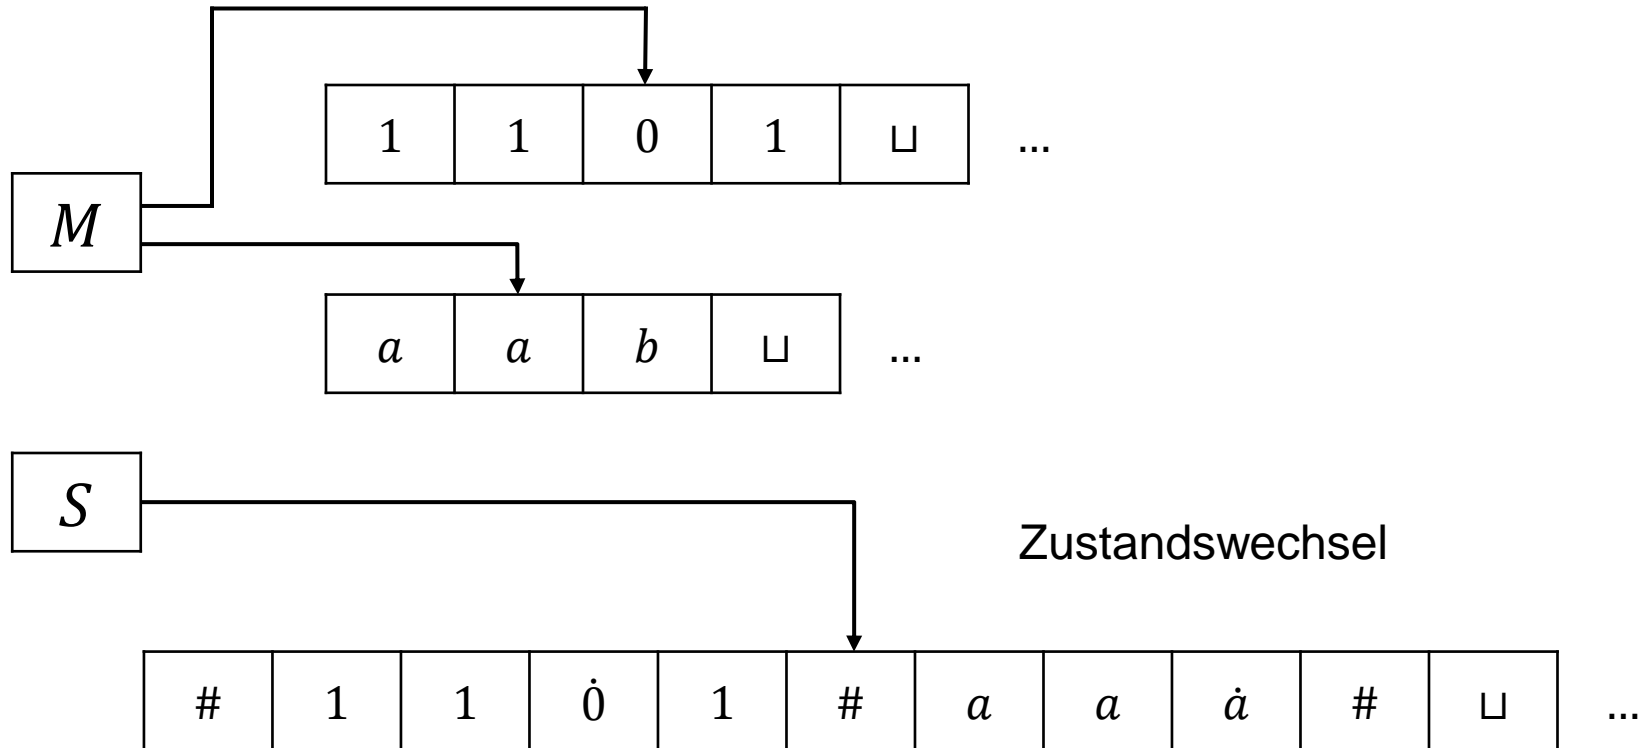 1 1 0 1 ⊔ ...
M
a a b ⊔ ...
S
Zustandswechsel
# 1 1 0̇ 1 # a a ȧ # ⊔ ...